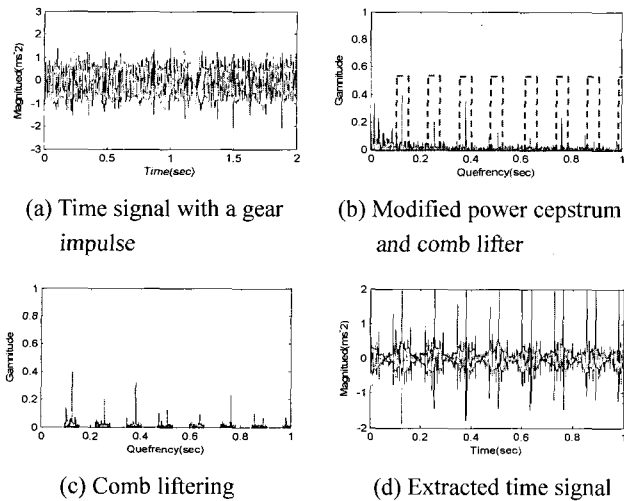 3
2
1
0
-1
-2
-3
Magnitued(ms^2)
0 0.5 1 1.5 2
Time(sec)
(a) Time signal with a gear
impulse
1
0.8
0.6
0.4
0.2
0
Gamnitude
0 0.2 0.4 0.6 0.8 1
Quefrency(sec)
(b) Modified power cepstrum
and comb lifter
1
0.8
0.6
0.4
0.2
0
Gamnitude
0 0.2 0.4 0.6 0.8 1
Quefrency(sec)
(c) Comb liftering
2
1
0
-1
-2
Magnitued(ms^2)
0 0.2 0.4 0.6 0.8 1
Time(sec)
(d) Extracted time signal